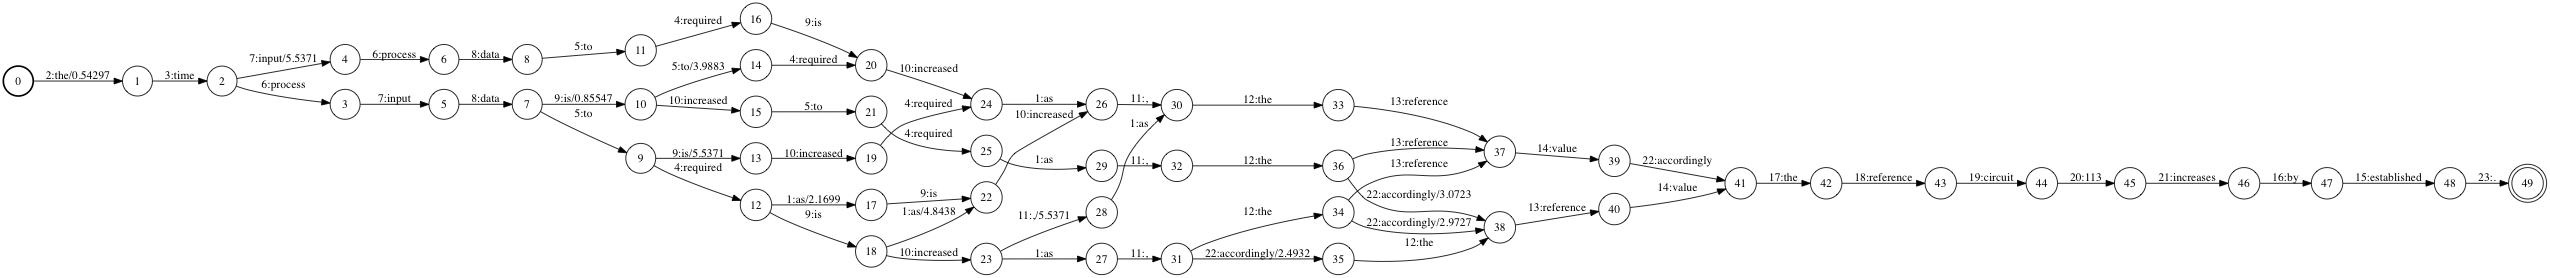 16
4:required
9:is
11
5:to
7:input/5.5371
4
6:process
6
8:data
8
0
2:the/0.54297
1
3:time
2
5:to/3.9883
14
4:required
20
10:increased
6:process
3
7:input
5
8:data
7
9:is/0.85547
10
10:increased
15
5:to
21
4:required
24
1:as
26
11:,
30
12:the
33
13:reference
5:to
9
9:is/5.5371
13
10:increased
19
4:required
25
1:as
10:increased
29
11:,
32
1:as
12:the
36
13:reference
13:reference
37
14:value
39
22:accordingly
4:required
12
1:as/2.1699
17
9:is
22
9:is
1:as/4.8438
18
10:increased
23
11:,/5.5371
28
1:as
27
11:,
31
12:the
34
22:accordingly/3.0723
22:accordingly/2.9727
38
13:reference
40
14:value
22:accordingly/2.4932
35
12:the
41
17:the
42
18:reference
43
19:circuit
44
20:113
45
21:increases
46
16:by
47
15:established
48
23:.
49